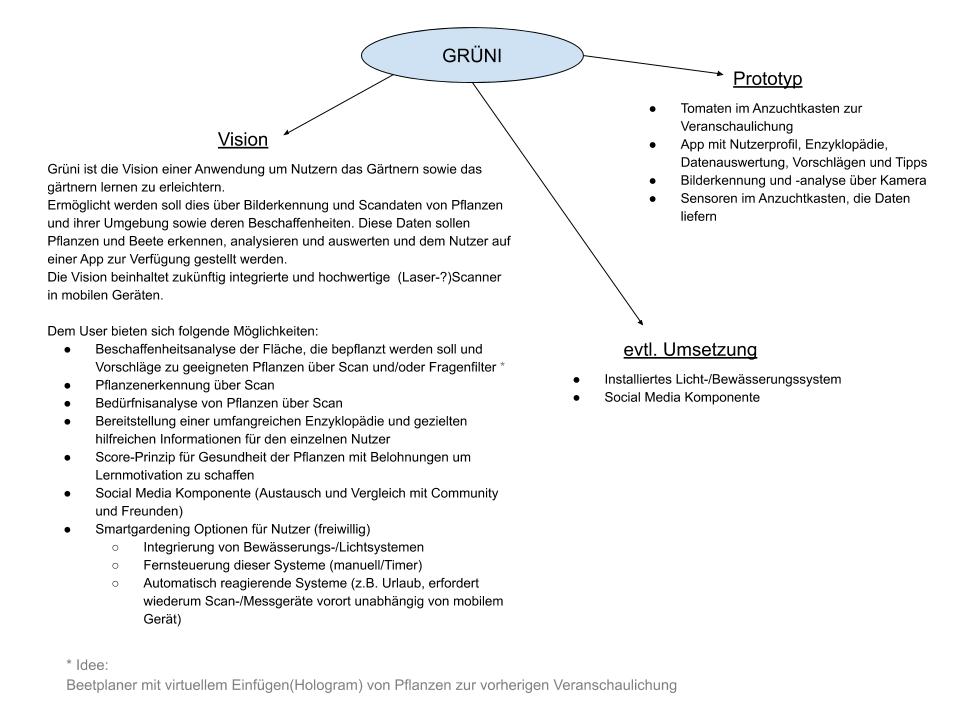 GRÜNI
Vision
Grüni ist die Vision einer Anwendung um Nutzern das Gärtnern sowie das
gärtnern lernen zu erleichtern.
Ermöglicht werden soll dies über Bilderkennung und Scandaten von Pflanzen
und ihrer Umgebung sowie deren Beschaffenheiten. Diese Daten sollen
Pflanzen und Beete erkennen, analysieren und auswerten und dem Nutzer auf
einer App zur Verfügung gestellt werden.
Die Vision beinhaltet zukünftig integrierte und hochwertige (Laser-?)Scanner
in mobilen Geräten.
Dem User bieten sich folgende Möglichkeiten:
● Beschaffenheitsanalyse der Fläche, die bepflanzt werden soll und
Vorschläge zu geeigneten Pflanzen über Scan und/oder Fragenfilter *
● Pflanzenerkennung über Scan
● Bedürfnisanalyse von Pflanzen über Scan
● Bereitstellung einer umfangreichen Enzyklopädie und gezielten
hilfreichen Informationen für den einzelnen Nutzer
● Score-Prinzip für Gesundheit der Pflanzen mit Belohnungen um
Lernmotivation zu schaffen
● Social Media Komponente (Austausch und Vergleich mit Community
und Freunden)
● Smartgardening Optionen für Nutzer (freiwillig)
○ Integrierung von Bewässerungs-/Lichtsystemen
○ Fernsteuerung dieser Systeme (manuell/Timer)
○ Automatisch reagierende Systeme (z.B. Urlaub, erfordert
wiederum Scan-/Messgeräte vorort unabhängig von mobilem
Gerät)
* Idee:
Beetplaner mit virtuellem Einfügen(Hologram) von Pflanzen zur vorherigen Veranschaulichung
Prototyp
● Tomaten im Anzuchtkasten zur
Veranschaulichung
● App mit Nutzerprofil, Enzyklopädie,
Datenauswertung, Vorschlägen und Tipps
● Bilderkennung und -analyse über Kamera
● Sensoren im Anzuchtkasten, die Daten
liefern
evtl. Umsetzung
● Installiertes Licht-/Bewässerungssystem
● Social Media Komponente